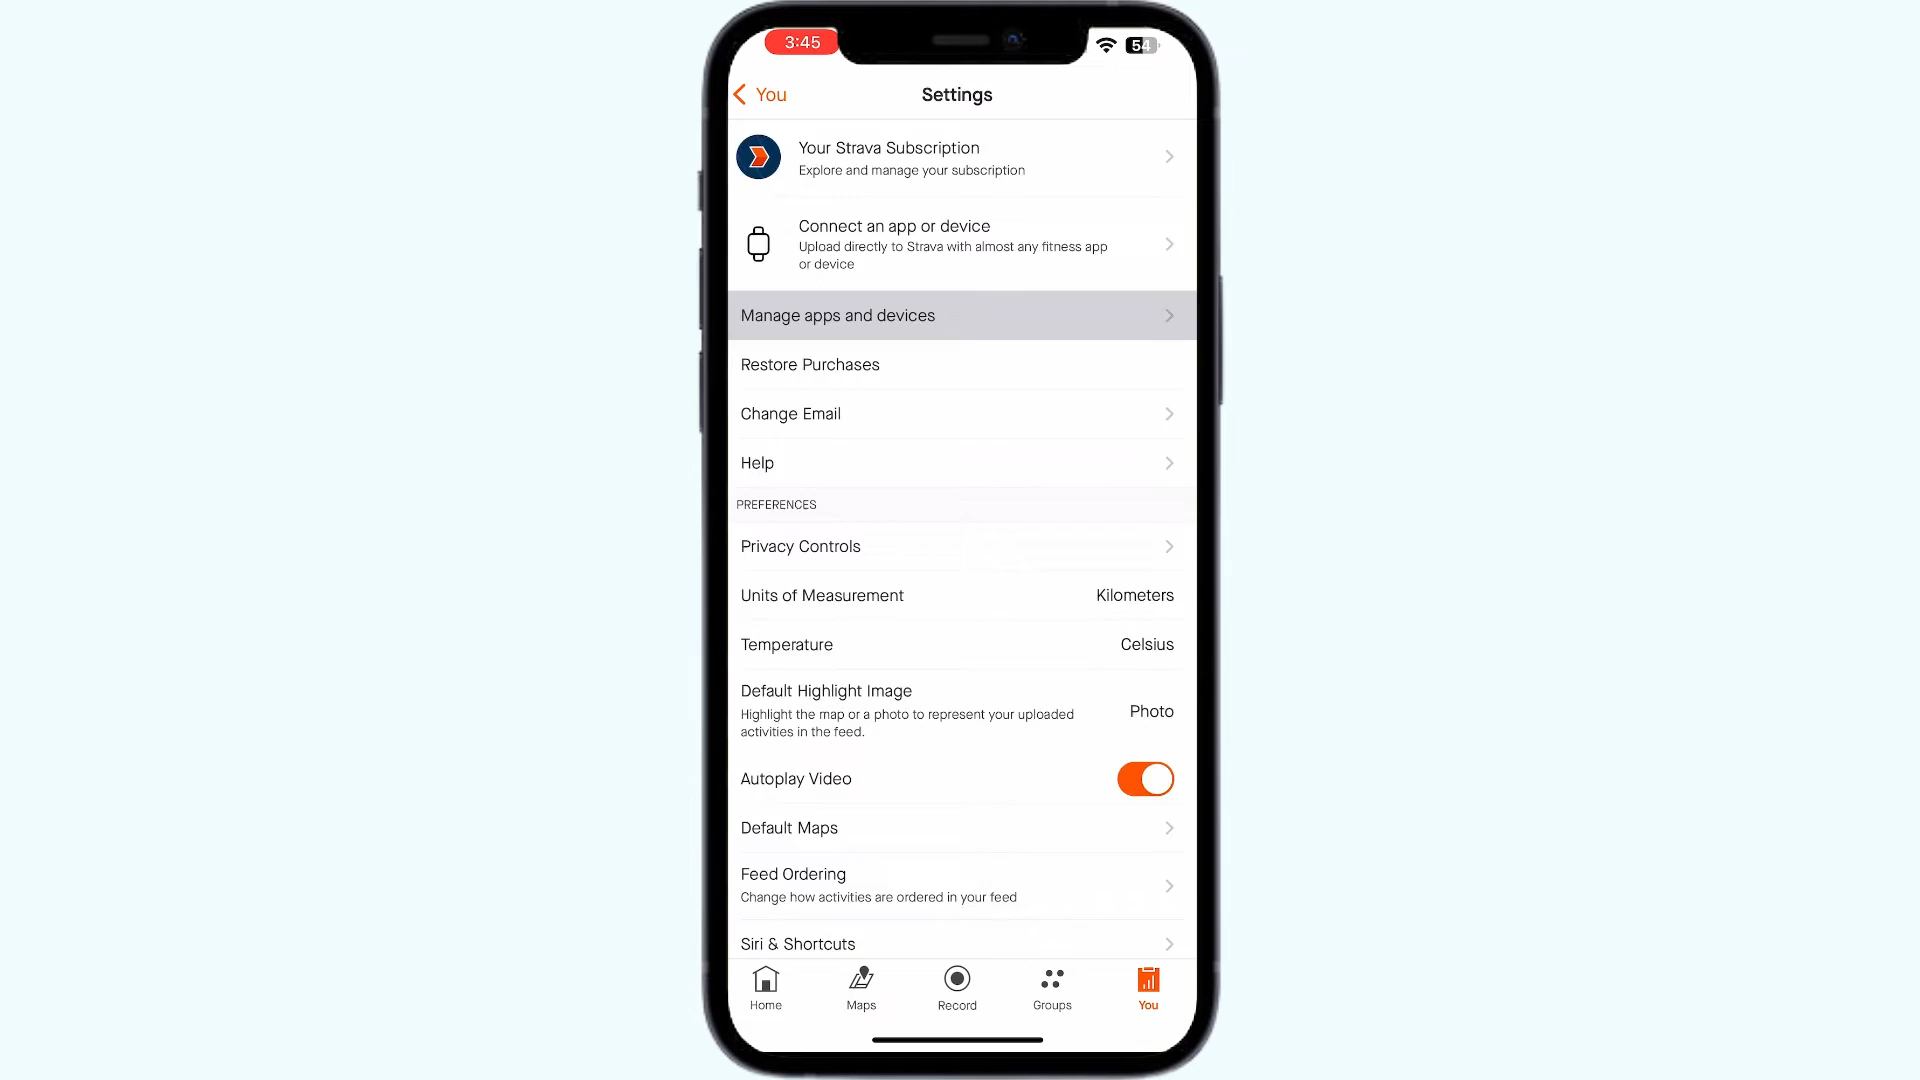 3:45
54
You
Settings
Your Strava Subscription
Explore and manage your subscription
Connect an app or device
Upload directly to Strava with almost any fitness app
or device
Manage apps and devices
Restore Purchases
Change Email
Help
PREFERENCES
Privacy Controls
Units of Measurement Kilometers
Temperature Celsius
Default Highlight Image
Highlight the map or a photo to represent your uploaded
activities in the feed.
Photo
Autoplay Video
Default Maps
Feed Ordering
Change how activities are ordered in your feed
Siri & Shortcuts
Home Maps Record Groups You